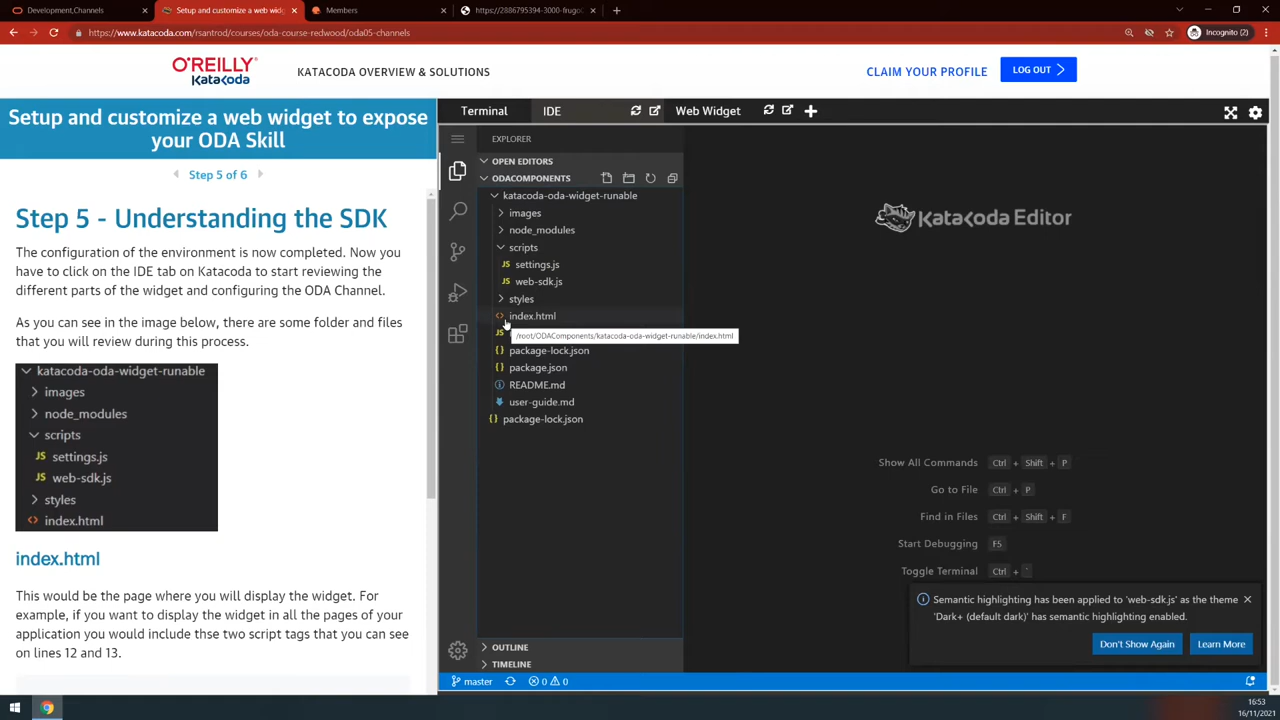 Development,Channels
Setup and customize a web widg
Members
https://2886795394-3000-frugo
https://www.katacoda.com/rsantrod/courses/oda-course-redwood/oda05-channels
Incognito (2)
O'REILLY
Katakoda
KATACODA OVERVIEW & SOLUTIONS
CLAIM YOUR PROFILE
LOG OUT
Setup and customize a web widget to expose
your ODA Skill
Step 5 of 6
Step 5 - Understanding the SDK
The configuration of the environment is now completed. Now you
have to click on the IDE tab on Katacoda to start reviewing the
different parts of the widget and configuring the ODA Channel.
As you can see in the image below, there are some folder and files
that you will review during this process.
katacoda-oda-widget-runable
images
node_modules
scripts
JS settings.js
JS web-sdk.js
styles
index.html
index.html
This would be the page where you will display the widget. For
example, if you want to display the widget in all the pages of your
application you would include thse two script tags that you can see
on lines 12 and 13.
Terminal
IDE
Web Widget
EXPLORER
OPEN EDITORS
ODACOMPONENTS
katacoda-oda-widget-runable
images
node_modules
scripts
JS settings.js
JS web-sdk.js
styles
index.html
JS
/root/ODAComponents/katacoda-oda-widget-runable/index.html
{} package-lock.json
{} package.json
README.md
user-guide.md
{} package-lock.json
OUTLINE
TIMELINE
master
0
0
Katakoda Editor
Show All Commands Ctrl + Shift + P
Go to File Ctrl + P
Find in Files Ctrl + Shift + F
Start Debugging F5
Toggle Terminal Ctrl + `
Semantic highlighting has been applied to 'web-sdk.js' as the theme
'Dark+ (default dark)' has semantic highlighting enabled.
Don't Show Again
Learn More
16:53
16/11/2021